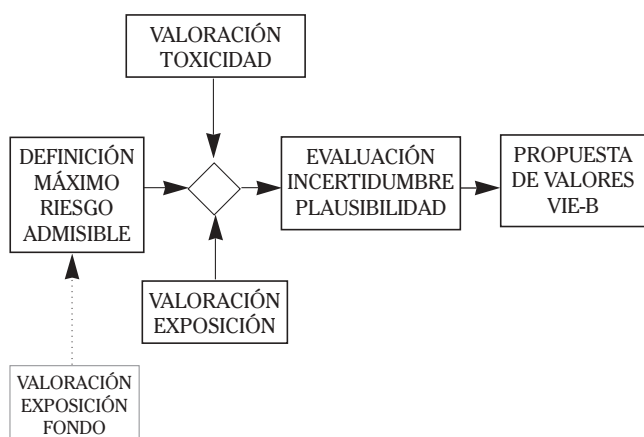 VALORACIÓN
TOXICIDAD
DEFINICIÓN
MÁXIMO
RIESGO
ADMISIBLE
EVALUACIÓN
INCERTIDUMBRE
PLAUSIBILIDAD
PROPUESTA
DE VALORES
VIE-B
VALORACIÓN
EXPOSICIÓN
VALORACIÓN
EXPOSICIÓN
FONDO